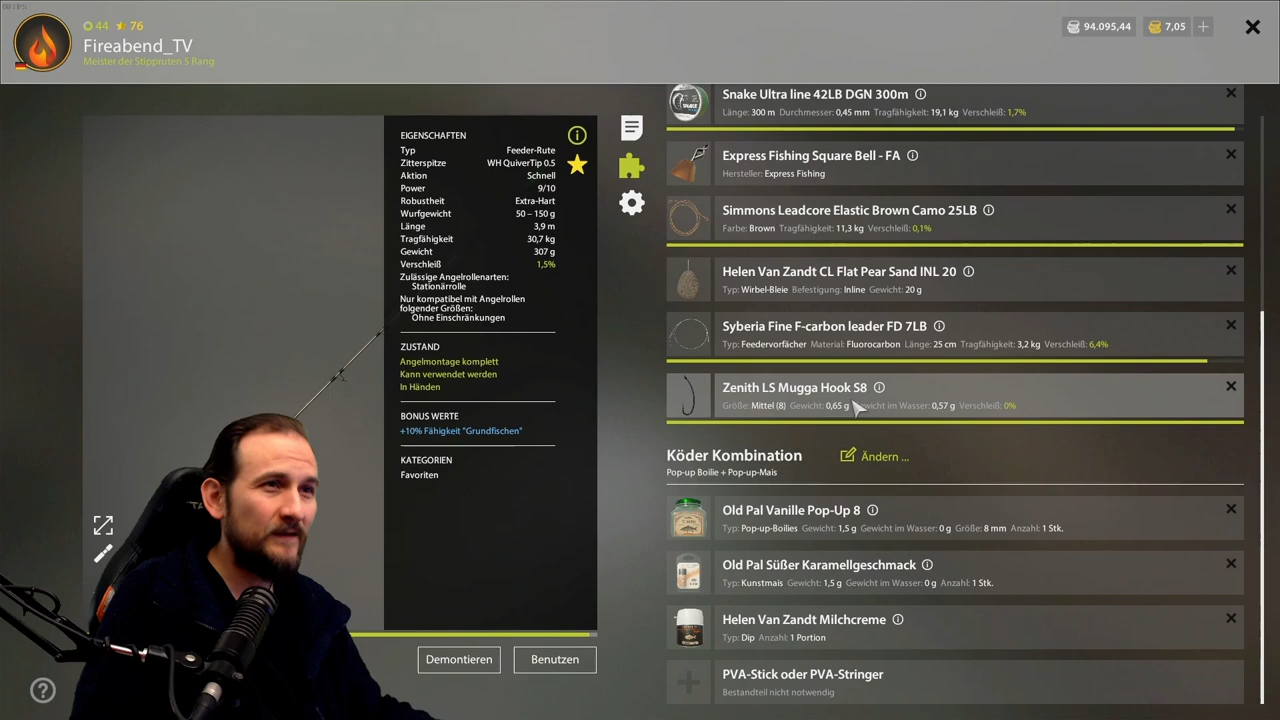 44 76
Fireabend_TV
Meister der Stippruten 5 Rang
94.095,44 7,05 +
EIGENSCHAFTEN
Typ Feeder-Rute
Zitterspitze WH QuiverTip 0.5
Aktion Schnell
Power 9/10
Robustheit Extra-Hart
Wurfgewicht 50 – 150 g
Länge 3,9 m
Tragfähigkeit 30,7 kg
Gewicht 307 g
Verschleiß 1,5%
Zulässige Angelrollenarten:
Stationärrolle
Nur kompatibel mit Angelrollen
folgender Größen:
Ohne Einschränkungen
ZUSTAND
Angelmontage komplett
Kann verwendet werden
In Händen
BONUS WERTE
+10% Fähigkeit "Grundfischen"
KATEGORIEN
Favoriten
Demontieren Benutzen
Snake Ultra line 42LB DGN 300m
Länge: 300 m Durchmesser: 0,45 mm Tragfähigkeit: 19,1 kg Verschleiß: 1,7%
Express Fishing Square Bell - FA
Hersteller: Express Fishing
Simmons Leadcore Elastic Brown Camo 25LB
Farbe: Brown Tragfähigkeit: 11,3 kg Verschleiß: 0,1%
Helen Van Zandt CL Flat Pear Sand INL 20
Typ: Wirbel-Bleie Befestigung: Inline Gewicht: 20 g
Syberia Fine F-carbon leader FD 7LB
Typ: Feedervorfächer Material: Fluorocarbon Länge: 25 cm Tragfähigkeit: 3,2 kg Verschleiß: 6,4%
Zenith LS Mugga Hook S8
Größe: Mittel (8) Gewicht: 0,65 g Gewicht im Wasser: 0,57 g Verschleiß: 0%
Köder Kombination Ändern ...
Pop-up Boilie + Pop-up-Mais
Old Pal Vanille Pop-Up 8
Typ: Pop-up-Boilies Gewicht: 1,5 g Gewicht im Wasser: 0 g Größe: 8 mm Anzahl: 1 Stk.
Old Pal Süßer Karamellgeschmack
Typ: Kunstmais Gewicht: 1,5 g Gewicht im Wasser: 0 g Anzahl: 1 Stk.
Helen Van Zandt Milchcreme
Typ: Dip Anzahl: 1 Portion
PVA-Stick oder PVA-Stringer
Bestandteil nicht notwendig